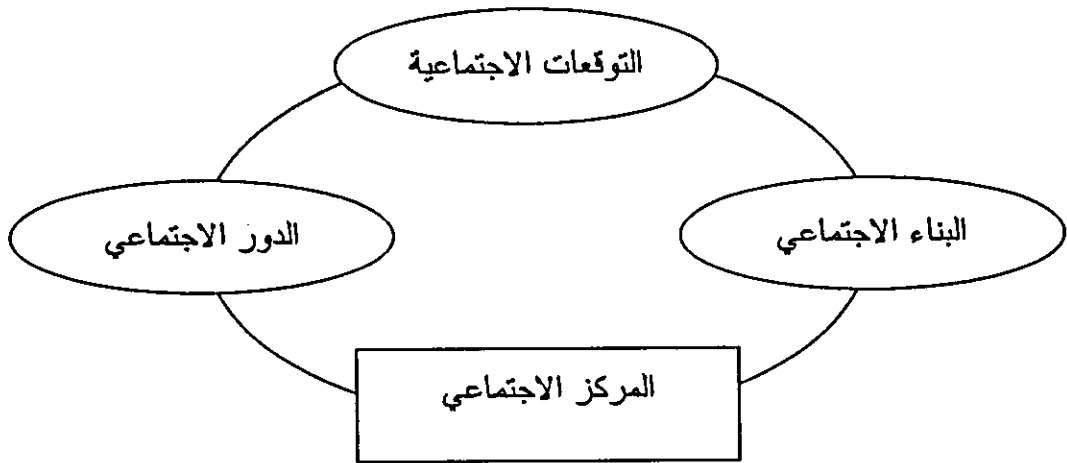 التوقعات الاجتماعية
البناء الاجتماعي
الدور الاجتماعي
المركز الاجتماعي